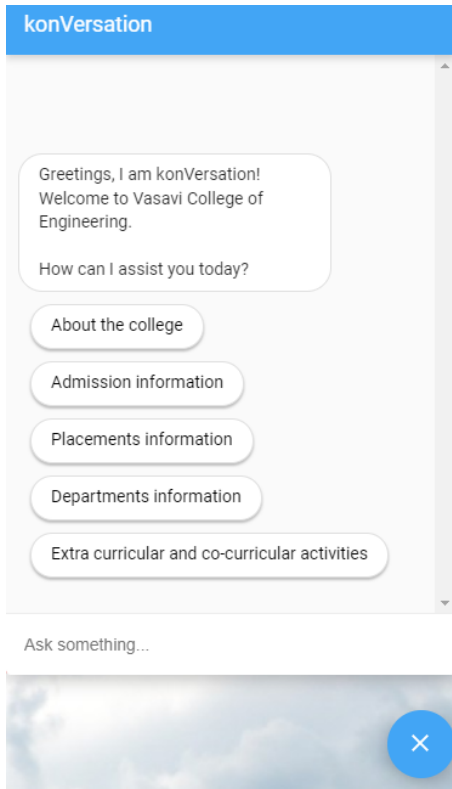 konVersation
Greetings, I am konVersation!
Welcome to Vasavi College of
Engineering.
How can I assist you today?
About the college
Admission information
Placements information
Departments information
Extra curricular and co-curricular activities
Ask something...